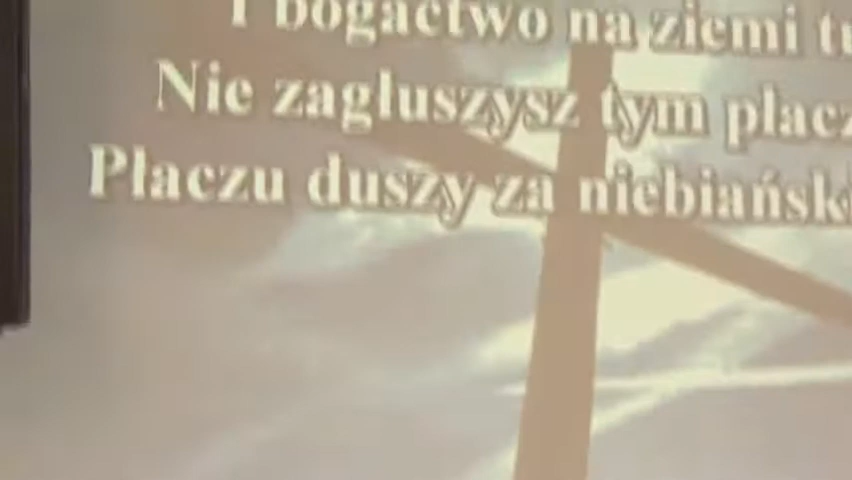 I bogactwo na ziemi
Nie zagłuszysz tym
Płaczu duszy za